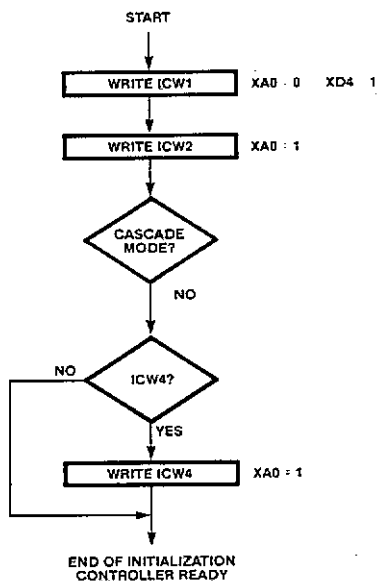 START
WRITE ICW1 XA0 = 0 XD4 = 1
WRITE ICW2 XA0 = 1
CASCADE
MODE?
NO
NO
ICW4?
YES
WRITE ICW4 XA0 = 1
END OF INITIALIZATION
CONTROLLER READY